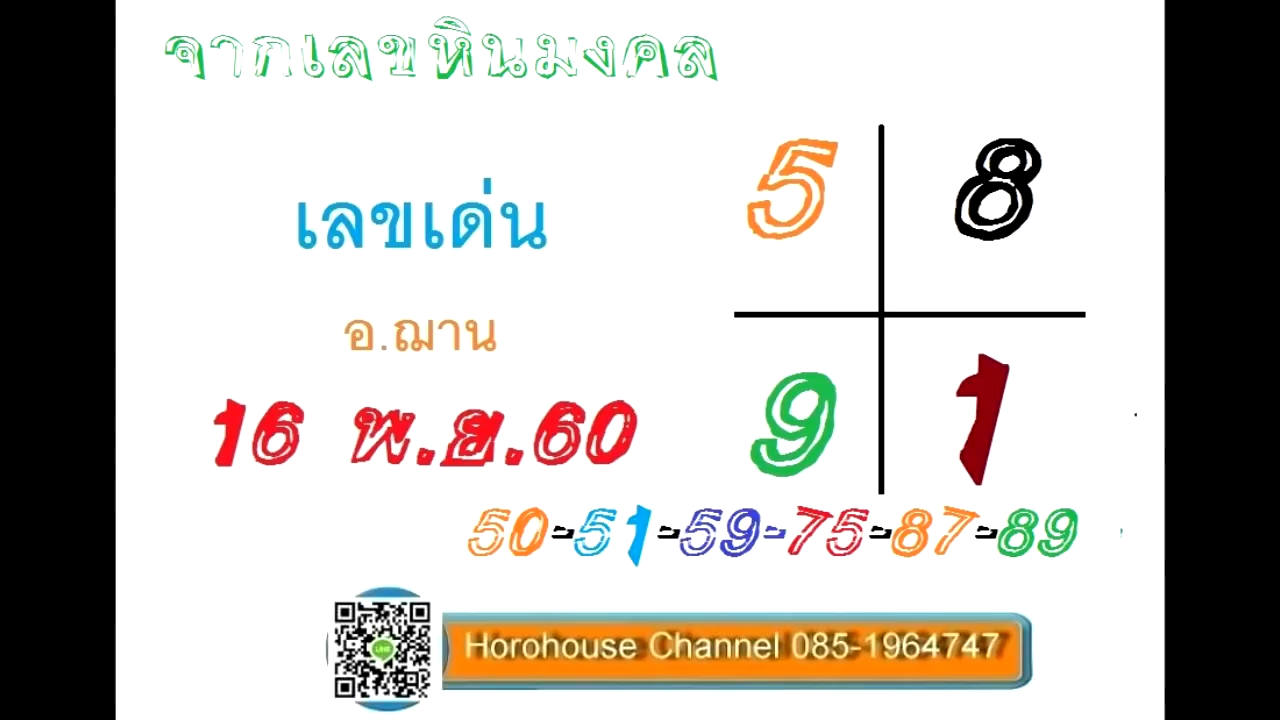 จากเลขหินมงคล
5 8
เลขเด่น
อ.ฌาน
9 1
16 พ.ย.60
50-51-59-75-87-89
LINE
Horohouse Channel 085-1964747